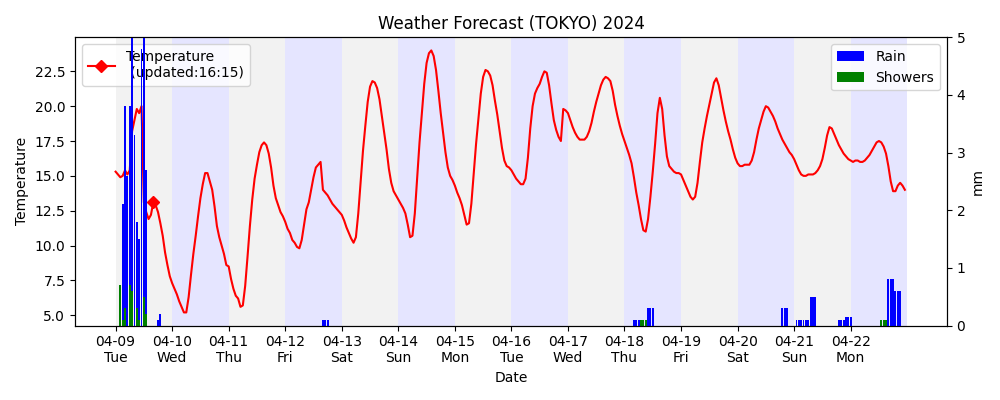 Weather Forecast (TOKYO) 2024
Temperature
(updated:16:15)
Rain
Showers
Temperature
22.5
20.0
17.5
15.0
12.5
10.0
7.5
5.0
5
4
3
2
1
0
mm
04-09 04-10 04-11 04-12 04-13 04-14 04-15 04-16 04-17 04-18 04-19 04-20 04-21 04-22
Tue Wed Thu Fri Sat Sun Mon Tue Wed Thu Fri Sat Sun Mon
Date